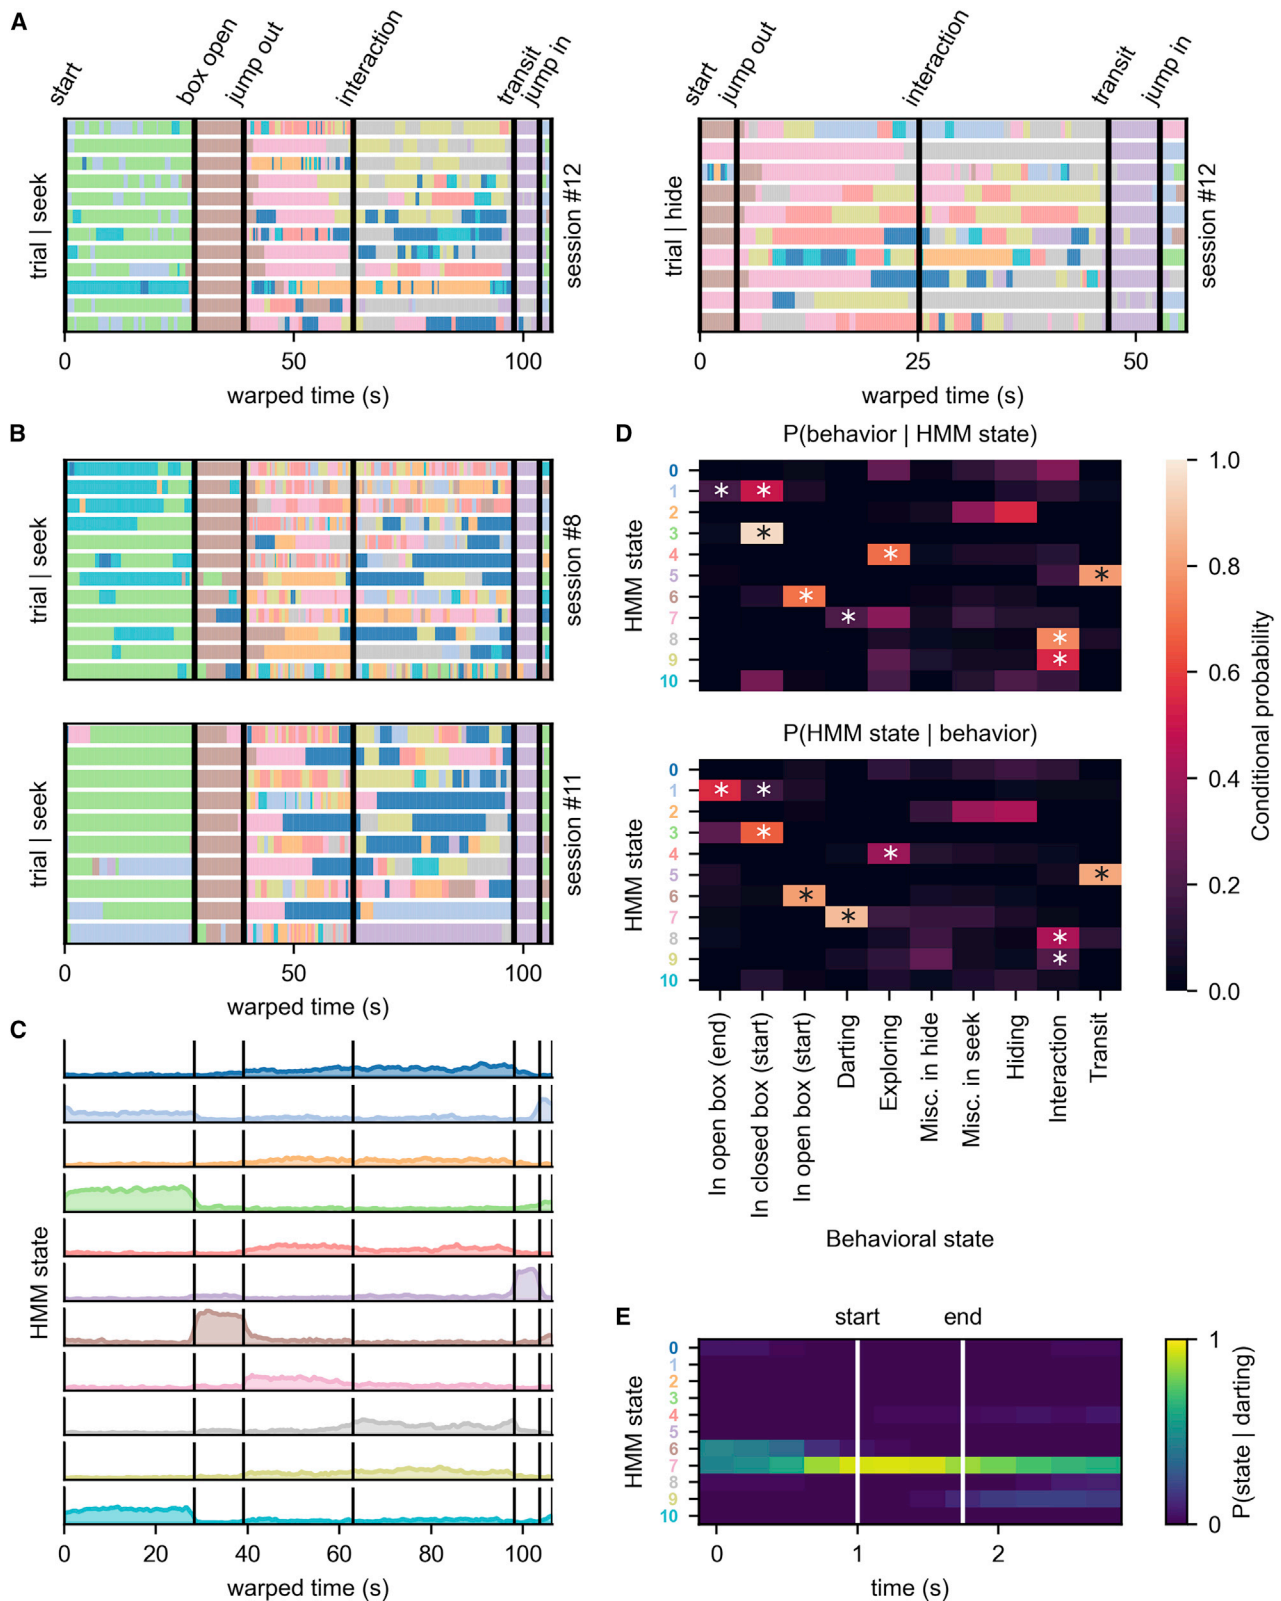 A
start
box open
jump out
interaction
transit
jump in
trial | seek
session #12
0
50
100
warped time (s)
start
jump out
interaction
transit
jump in
trial | hide
session #12
0
25
50
warped time (s)
B
trial | seek
session #8
trial | seek
session #11
0
50
100
warped time (s)
C
HMM state
0
20
40
60
80
100
warped time (s)
D
P(behavior | HMM state)
HMM state
0
1
2
3
4
5
6
7
8
9
10
* *
*
*
*
*
*
*
*
P(HMM state | behavior)
HMM state
0
1
2
3
4
5
6
7
8
9
10
* *
*
*
*
*
*
*
*
In open box (end)
In closed box (start)
In open box (start)
Darting
Exploring
Misc. in hide
Misc. in seek
Hiding
Interaction
Transit
Behavioral state
1.0
0.8
0.6
0.4
0.2
0.0
Conditional probability
E
start
end
HMM state
0
1
2
3
4
5
6
7
8
9
10
0
1
2
time (s)
1
0
P(state | darting)